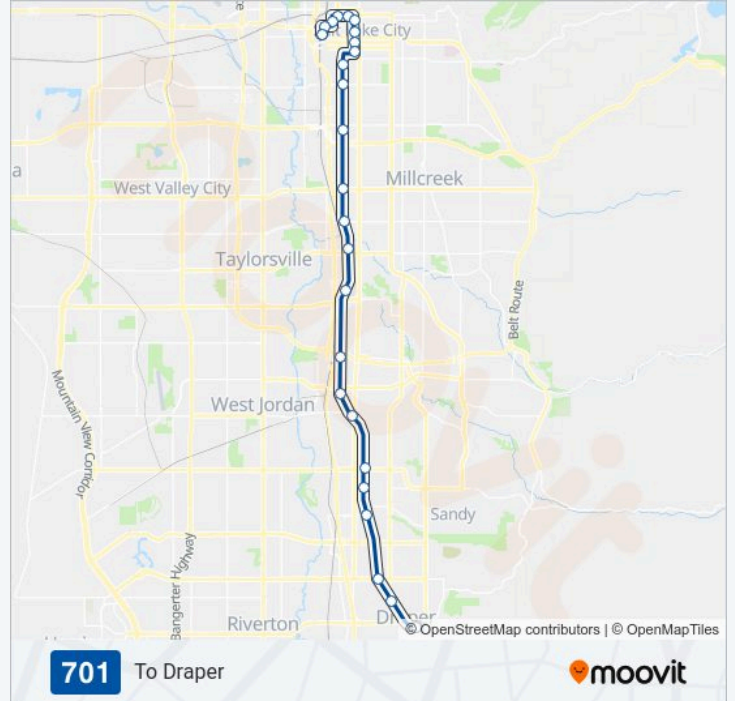 Lake City
Millcreek
West Valley City
Taylorsville
Belt Route
West Jordan
Mountain View Corridor
Sandy
Bangerter Highway
Riverton
Draper
© OpenStreetMap contributors | © OpenMapTiles
701 To Draper
moovit